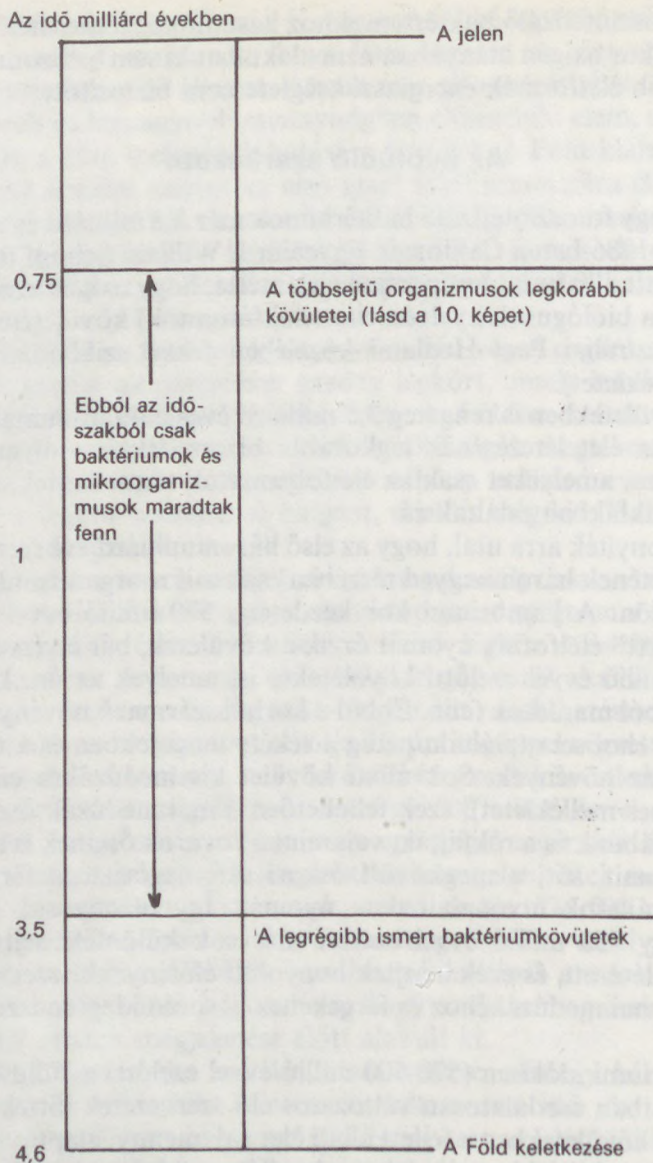 Az idő milliárd években
A jelen
0,75
A többsejtű organizmusok legkorábbi
kövületei (lásd a 10. képet)
Ebből az idő-
szakból csak
baktériumok és
mikroorganiz-
musok maradtak
fenn
1
3,5
A legrégibb ismert baktériumkövületek
4,6
A Föld keletkezése